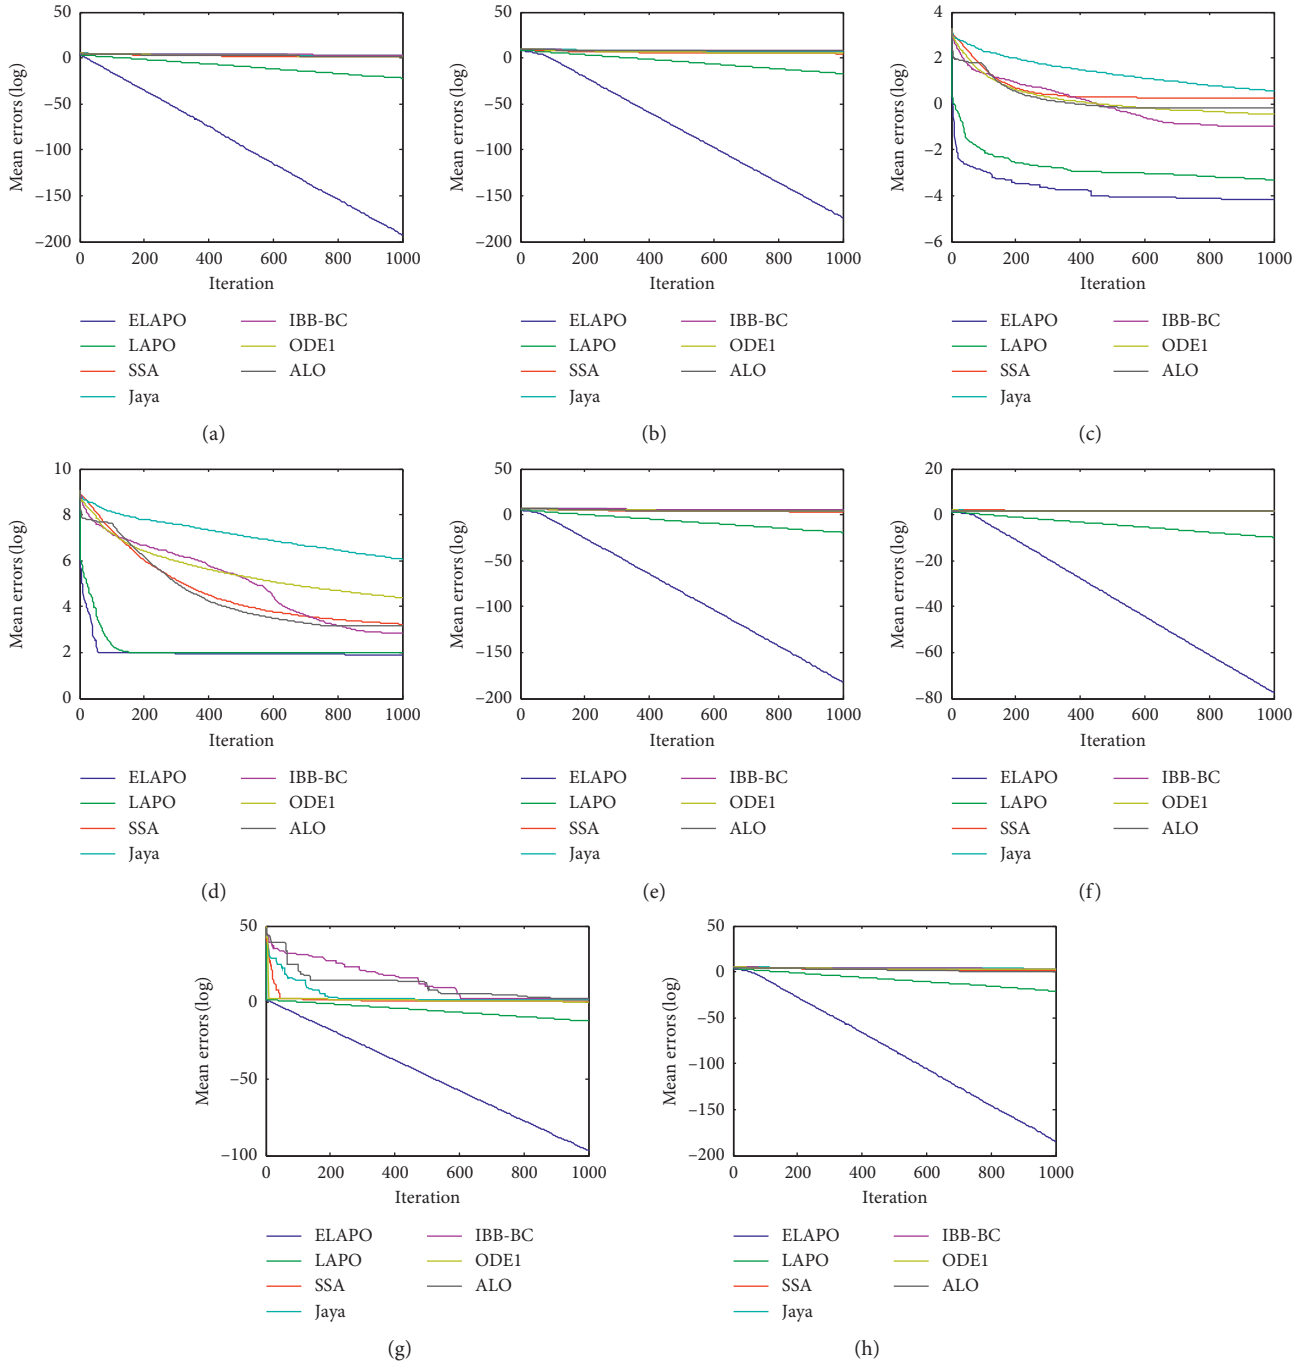 50
0
−50
−100
−150
−200
Mean errors (log)
0 200 400 600 800 1000
Iteration
ELAPO
LAPO
SSA
Jaya
IBB-BC
ODE1
ALO
(a)
50
0
−50
−100
−150
−200
Mean errors (log)
0 200 400 600 800 1000
Iteration
ELAPO
LAPO
SSA
Jaya
IBB-BC
ODE1
ALO
(b)
4
2
0
−2
−4
−6
Mean errors (log)
0 200 400 600 800 1000
Iteration
ELAPO
LAPO
SSA
Jaya
IBB-BC
ODE1
ALO
(c)
10
8
6
4
2
0
Mean errors (log)
0 200 400 600 800 1000
Iteration
ELAPO
LAPO
SSA
Jaya
IBB-BC
ODE1
ALO
(d)
50
0
−50
−100
−150
−200
Mean errors (log)
0 200 400 600 800 1000
Iteration
ELAPO
LAPO
SSA
Jaya
IBB-BC
ODE1
ALO
(e)
20
0
−20
−40
−60
−80
Mean errors (log)
0 200 400 600 800 1000
Iteration
ELAPO
LAPO
SSA
Jaya
IBB-BC
ODE1
ALO
(f)
50
0
−50
−100
Mean errors (log)
0 200 400 600 800 1000
Iteration
ELAPO
LAPO
SSA
Jaya
IBB-BC
ODE1
ALO
(g)
50
0
−50
−100
−150
−200
Mean errors (log)
0 200 400 600 800 1000
Iteration
ELAPO
LAPO
SSA
Jaya
IBB-BC
ODE1
ALO
(h)